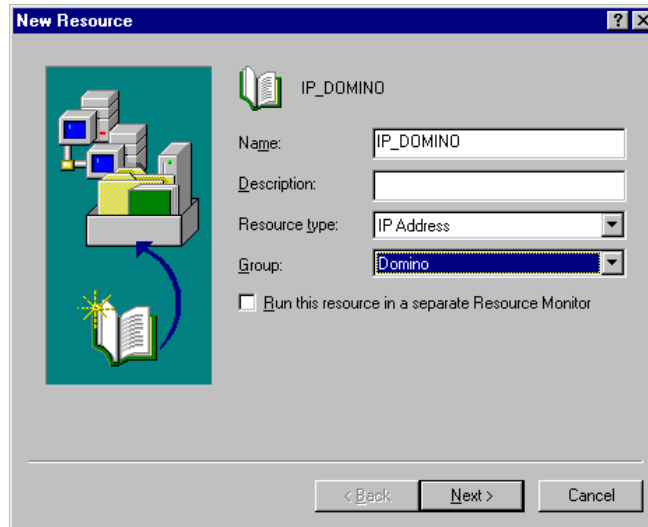 New Resource
IP_DOMINO
Name: IP_DOMINO
Description:
Resource type: IP Address
Group: Domino
Run this resource in a separate Resource Monitor
< Back Next > Cancel